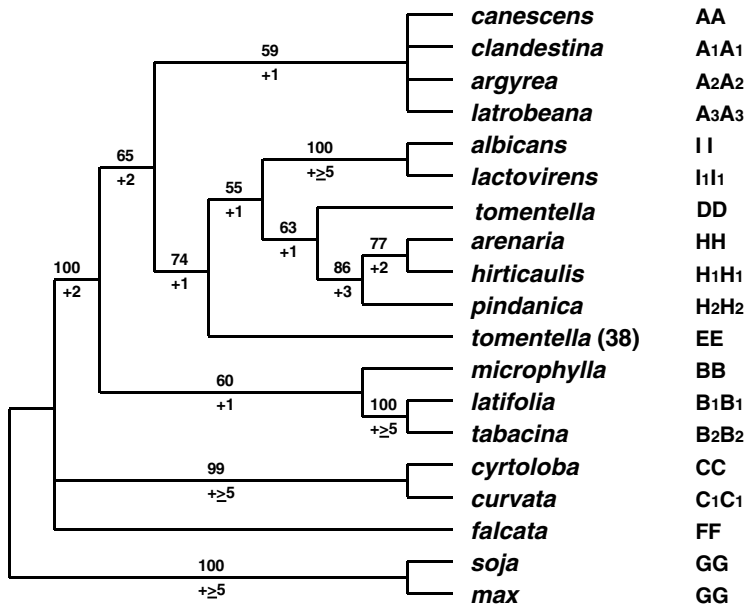 canescens AA
59
clandestina A1A1
+1
argyrea A2A2
latrobeana A3A3
albicans I I
100
65
+≥5
lactovirens I1I1
+2
55
tomentella DD
+1
63
arenaria HH
77
+1
+2
74
86
hirticaulis H1H1
100
+1
+3
+2
pindanica H2H2
tomentella (38) EE
microphylla BB
60
latifolia B1B1
+1
100
+≥5
tabacina B2B2
cyrtoloba CC
99
+≥5
curvata C1C1
falcata FF
soja GG
100
+≥5
max GG